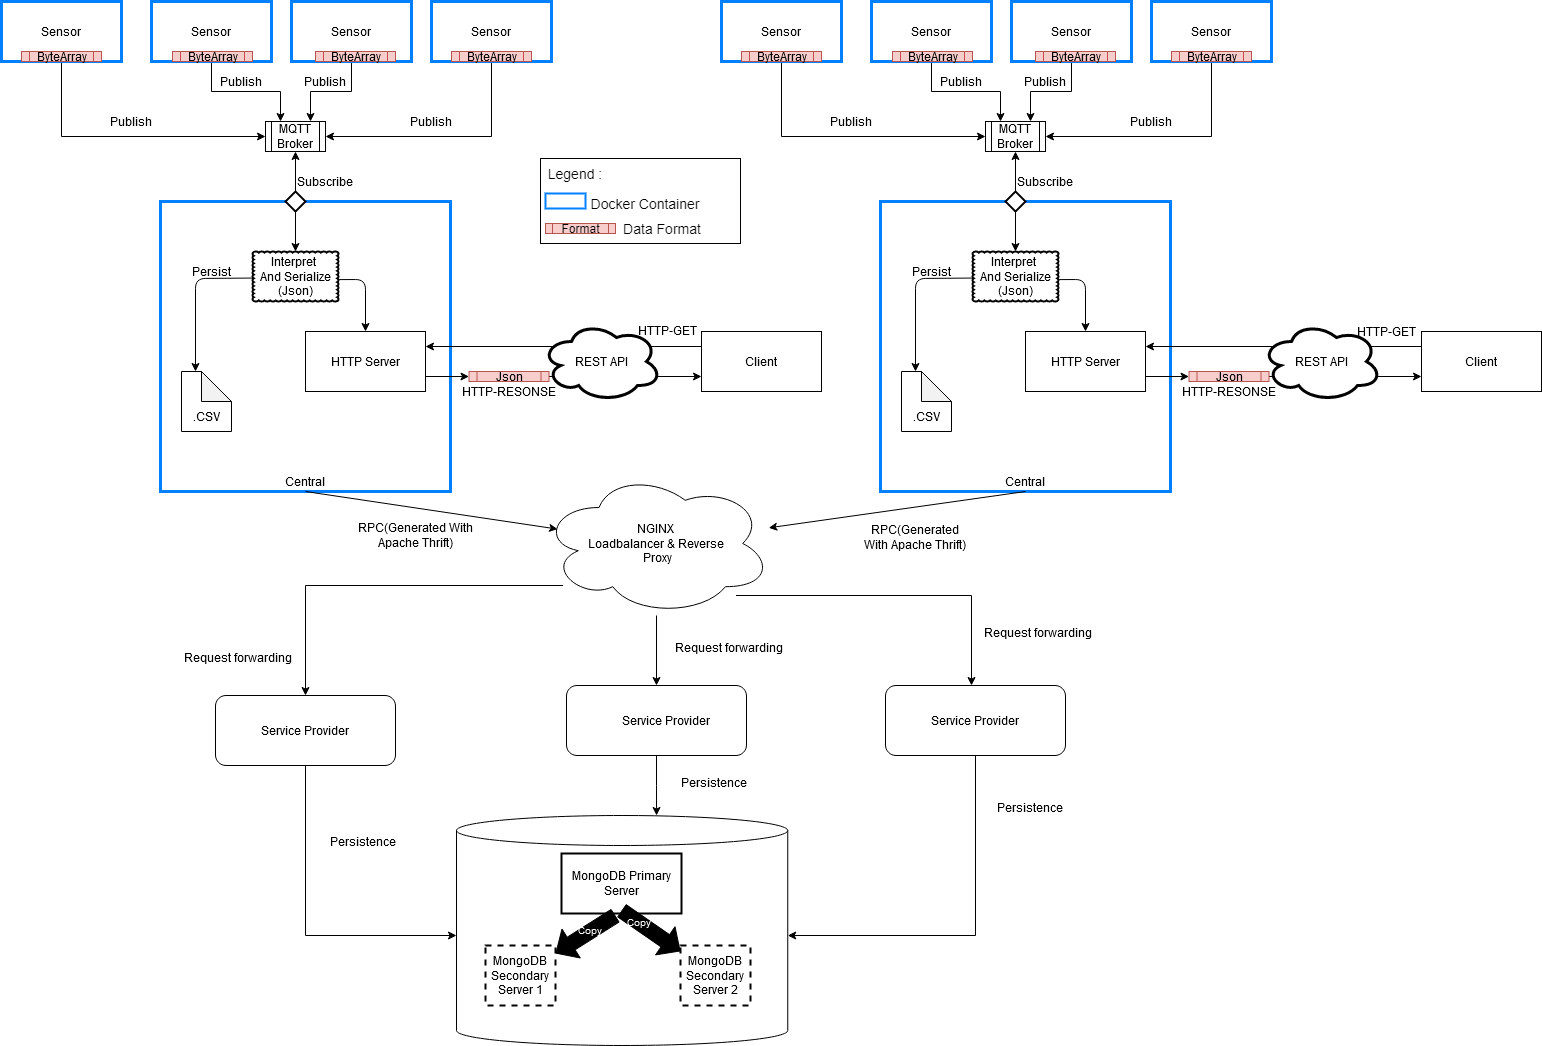 Sensor
Sensor
Sensor
Sensor
Sensor
Sensor
Sensor
Sensor
ByteArray
ByteArray
ByteArray
ByteArray
ByteArray
ByteArray
ByteArray
ByteArray
Publish
Publish
Publish
Publish
Publish
Publish
Publish
Publish
MQTT
Broker
MQTT
Broker
Subscribe
Subscribe
Legend :
Docker Container
Format
Data Format
Interpret
And Serialize
(Json)
Persist
HTTP Server
.CSV
Central
HTTP-GET
REST API
Json
HTTP-RESONSE
Client
Interpret
And Serialize
(Json)
Persist
HTTP Server
.CSV
Central
HTTP-GET
REST API
Json
HTTP-RESONSE
Client
RPC(Generated With
Apache Thrift)
NGINX
Loadbalancer & Reverse
Proxy
RPC(Generated
With Apache Thrift)
Request forwarding
Request forwarding
Request forwarding
Service Provider
Service Provider
Service Provider
Persistence
Persistence
Persistence
MongoDB Primary
Server
Copy
Copy
MongoDB
Secondary
Server 1
MongoDB
Secondary
Server 2